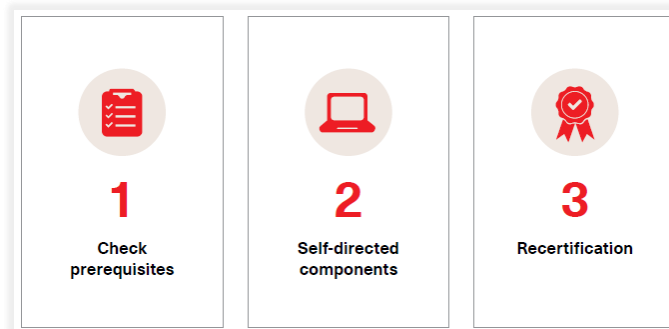 1
Check
prerequisites
2
Self-directed
components
3
Recertification